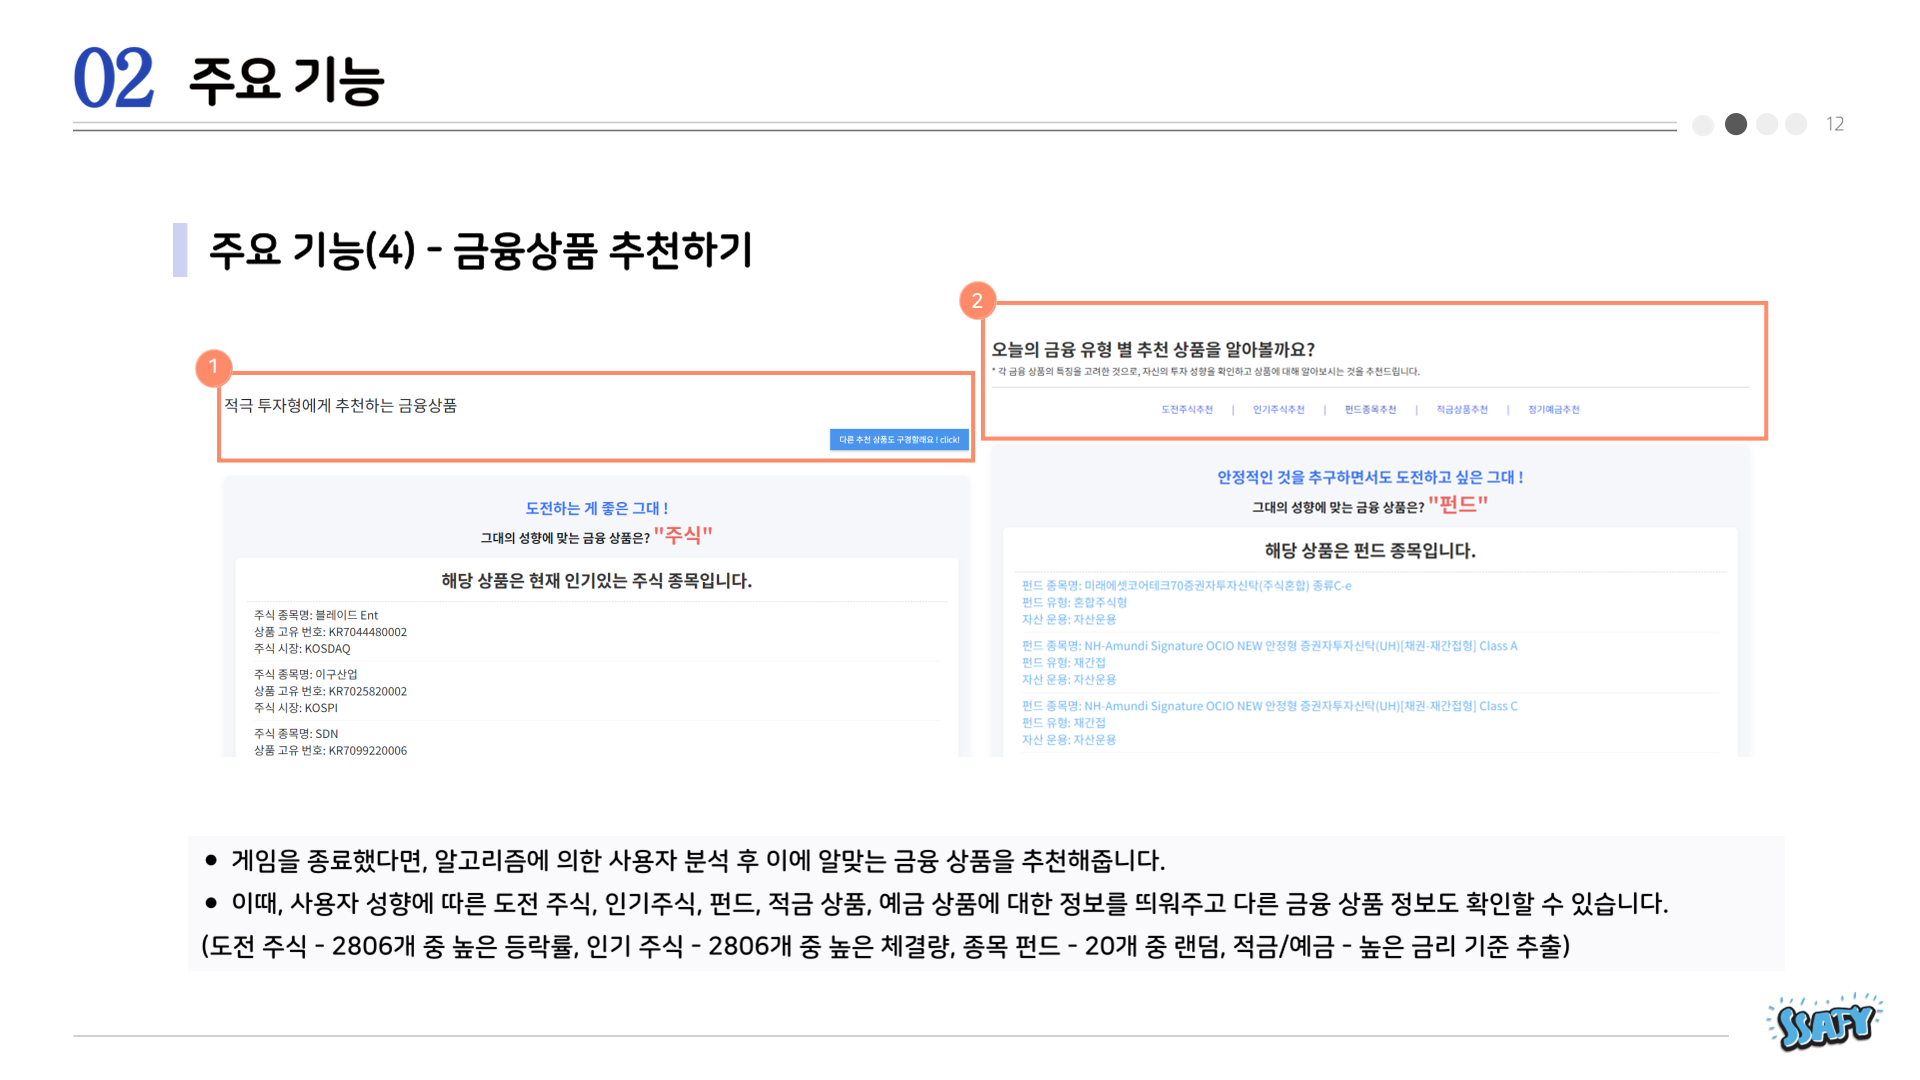 02 주요 기능
12
주요 기능(4) - 금융상품 추천하기
1
적극 투자형에게 추천하는 금융상품
다른 추천 상품도 구경할래요 ! click!
도전하는 게 좋은 그대 !
그대의 성향에 맞는 금융 상품은? "주식"
해당 상품은 현재 인기있는 주식 종목입니다.
주식 종목명: 블레이드 Ent
상품 고유 번호: KR7044480002
주식 시장: KOSDAQ
주식 종목명: 이구산업
상품 고유 번호: KR7025820002
주식 시장: KOSPI
주식 종목명: SDN
상품 고유 번호: KR7099220006
2
오늘의 금융 유형 별 추천 상품을 알아볼까요?
* 각 금융 상품의 특징을 고려한 것으로, 자신의 투자 성향을 확인하고 상품에 대해 알아보시는 것을 추천드립니다.
도전주식추천 | 인기주식추천 | 펀드종목추천 | 적금상품추천 | 정기예금추천
안정적인 것을 추구하면서도 도전하고 싶은 그대 !
그대의 성향에 맞는 금융 상품은? "펀드"
해당 상품은 펀드 종목입니다.
펀드 종목명: 미래에셋코어테크70증권자투자신탁(주식혼합) 종류C-e
펀드 유형: 혼합주식형
자산 운용: 자산운용
펀드 종목명: NH-Amundi Signature OCIO NEW 안정형 증권자투자신탁(UH)[채권-재간접형] Class A
펀드 유형: 재간접
자산 운용: 자산운용
펀드 종목명: NH-Amundi Signature OCIO NEW 안정형 증권자투자신탁(UH)[채권-재간접형] Class C
펀드 유형: 재간접
자산 운용: 자산운용
• 게임을 종료했다면, 알고리즘에 의한 사용자 분석 후 이에 알맞는 금융 상품을 추천해줍니다.
• 이때, 사용자 성향에 따른 도전 주식, 인기주식, 펀드, 적금 상품, 예금 상품에 대한 정보를 띄워주고 다른 금융 상품 정보도 확인할 수 있습니다.
(도전 주식 - 2806개 중 높은 등락률, 인기 주식 - 2806개 중 높은 체결량, 종목 펀드 - 20개 중 랜덤, 적금/예금 - 높은 금리 기준 추출)
SSAFY